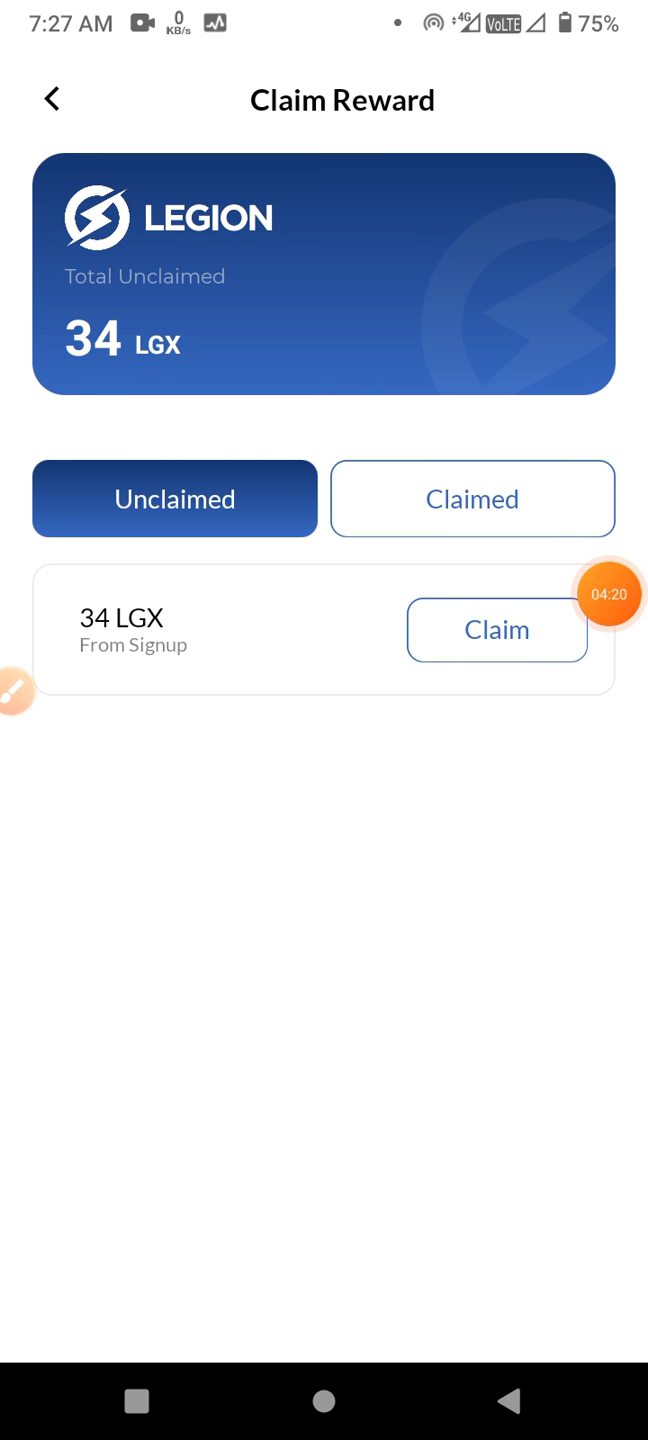 7:27 AM 0 KB/s 4G VoLTE 75%
Claim Reward
LEGION
Total Unclaimed
34 LGX
Unclaimed Claimed
34 LGX
From Signup
Claim
04:20